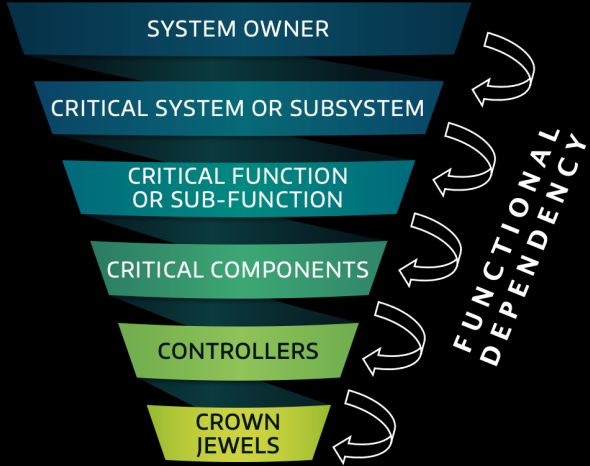 SYSTEM OWNER
CRITICAL SYSTEM OR SUBSYSTEM
CRITICAL FUNCTION
OR SUB-FUNCTION
CRITICAL COMPONENTS
CONTROLLERS
CROWN
JEWELS
FUNCTIONAL
DEPENDENCY